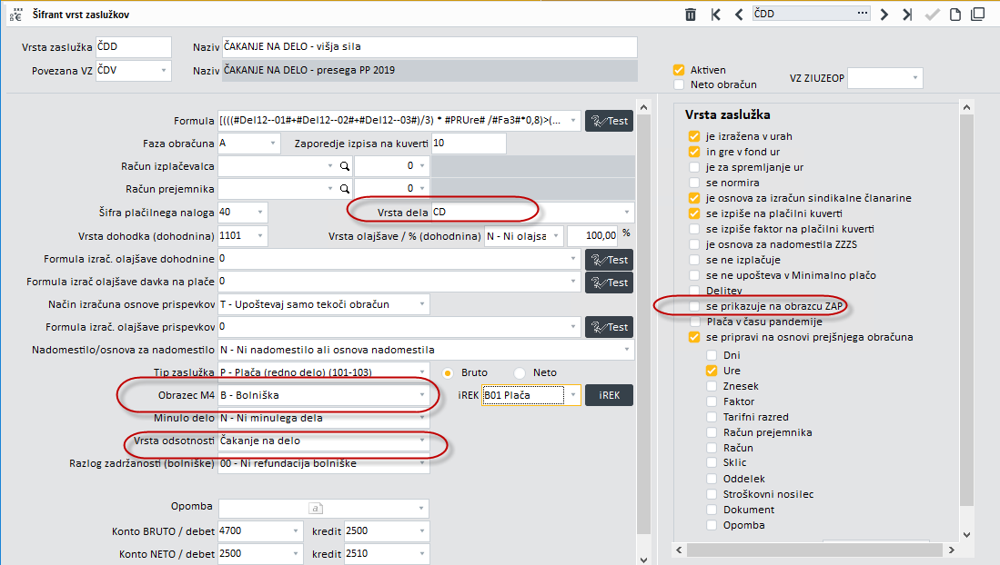 Šifrant vrst zaslužkov
ČDD ...
Vrsta zaslužka ČDD Naziv ČAKANJE NA DELO - višja sila
Povezana VZ ČDV Naziv ČAKANJE NA DELO - presega PP 2019
Aktiven
Neto obračun
VZ ZIUZEOP
Formula [((((#Del12--01#+#Del12--02#+#Del12--03#)/3) * #PRUre# /#Fa3#*0,8)>(... Test
Faza obračuna A Zaporedje izpisa na kuverti 10
Račun izplačevalca 0
Račun prejemnika 0
Šifra plačilnega naloga 40 Vrsta dela CD
Vrsta dohodka (dohodnina) 1101 Vrsta olajšave / % (dohodnina) N - Ni olajša 100,00 %
Formula izrač. olajšave dohodnine 0 Test
Formula izrač olajšave davka na plače 0 Test
Način izračuna osnove prispevkov T - Upoštevaj samo tekoči obračun
Formula izrač. olajšave prispevkov 0 Test
Nadomestilo/osnova za nadomestilo N - Ni nadomestilo ali osnova nadomestila
Tip zaslužka P - Plača (redno delo) (101-103) Bruto Neto
Obrazec M4 B - Bolniška iREK B01 Plača iREK
Minulo delo N - Ni minulega dela
Vrsta odsotnosti Čakanje na delo
Razlog zadržanosti (bolniške) 00 - Ni refundacija bolniške
Opomba a
Konto BRUTO / debet 4700 kredit 2500
Konto NETO / debet 2500 kredit 2510
Vrsta zaslužka
je izražena v urah
in gre v fond ur
je za spremljanje ur
se normira
je osnova za izračun sindikalne članarine
se izpiše na plačilni kuverti
se izpiše faktor na plačilni kuverti
je osnova za nadomestila ZZZS
se ne izplačuje
se ne upošteva v Minimalno plačo
Delitev
se prikazuje na obrazcu ZAP
Plača v času pandemije
se pripravi na osnovi prejšnjega obračuna
Dni
Ure
Znesek
Faktor
Tarifni razred
Račun prejemnika
Račun
Sklic
Oddelek
Stroškovni nosilec
Dokument
Opomba